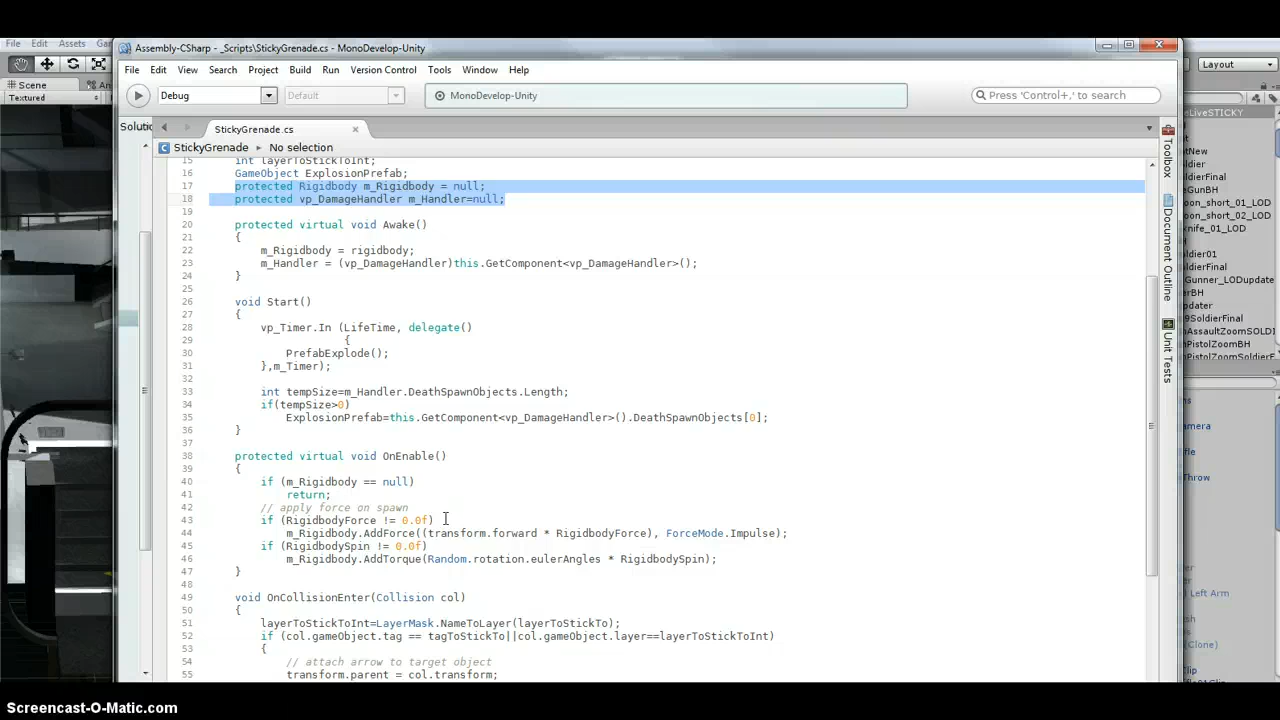 File Edit Assets
Assembly-CSharp - _Scripts\StickyGrenade.cs - MonoDevelop-Unity
File Edit View Search Project Build Run Version Control Tools Window Help
Layout
Scene
Textured
Debug
Default
MonoDevelop-Unity
Press 'Control+,' to search
StickyGrenade.cs
StickyGrenade
No selection
Toolbox
Document Outline
Unit Tests
15 int layerToStickToInt;
16 GameObject ExplosionPrefab;
17 protected Rigidbody m_Rigidbody = null;
18 protected vp_DamageHandler m_Handler=null;
19
20 protected virtual void Awake()
21 {
22 m_Rigidbody = rigidbody;
23 m_Handler = (vp_DamageHandler)this.GetComponent<vp_DamageHandler>();
24 }
25
26 void Start()
27 {
28 vp_Timer.In (LifeTime, delegate()
29 {
30 PrefabExplode();
31 },m_Timer);
32
33 int tempSize=m_Handler.DeathSpawnObjects.Length;
34 if(tempSize>0)
35 ExplosionPrefab=this.GetComponent<vp_DamageHandler>().DeathSpawnObjects[0];
36 }
37
38 protected virtual void OnEnable()
39 {
40 if (m_Rigidbody == null)
41 return;
42 // apply force on spawn
43 if (RigidbodyForce != 0.0f)
44 m_Rigidbody.AddForce((transform.forward * RigidbodyForce), ForceMode.Impulse);
45 if (RigidbodySpin != 0.0f)
46 m_Rigidbody.AddTorque(Random.rotation.eulerAngles * RigidbodySpin);
47 }
48
49 void OnCollisionEnter(Collision col)
50 {
51 layerToStickToInt=LayerMask.NameToLayer(layerToStickTo);
52 if (col.gameObject.tag == tagToStickTo||col.gameObject.layer==layerToStickToInt)
53 {
54 // attach arrow to target object
55 transform.parent = col.transform;
Screencast-O-Matic.com